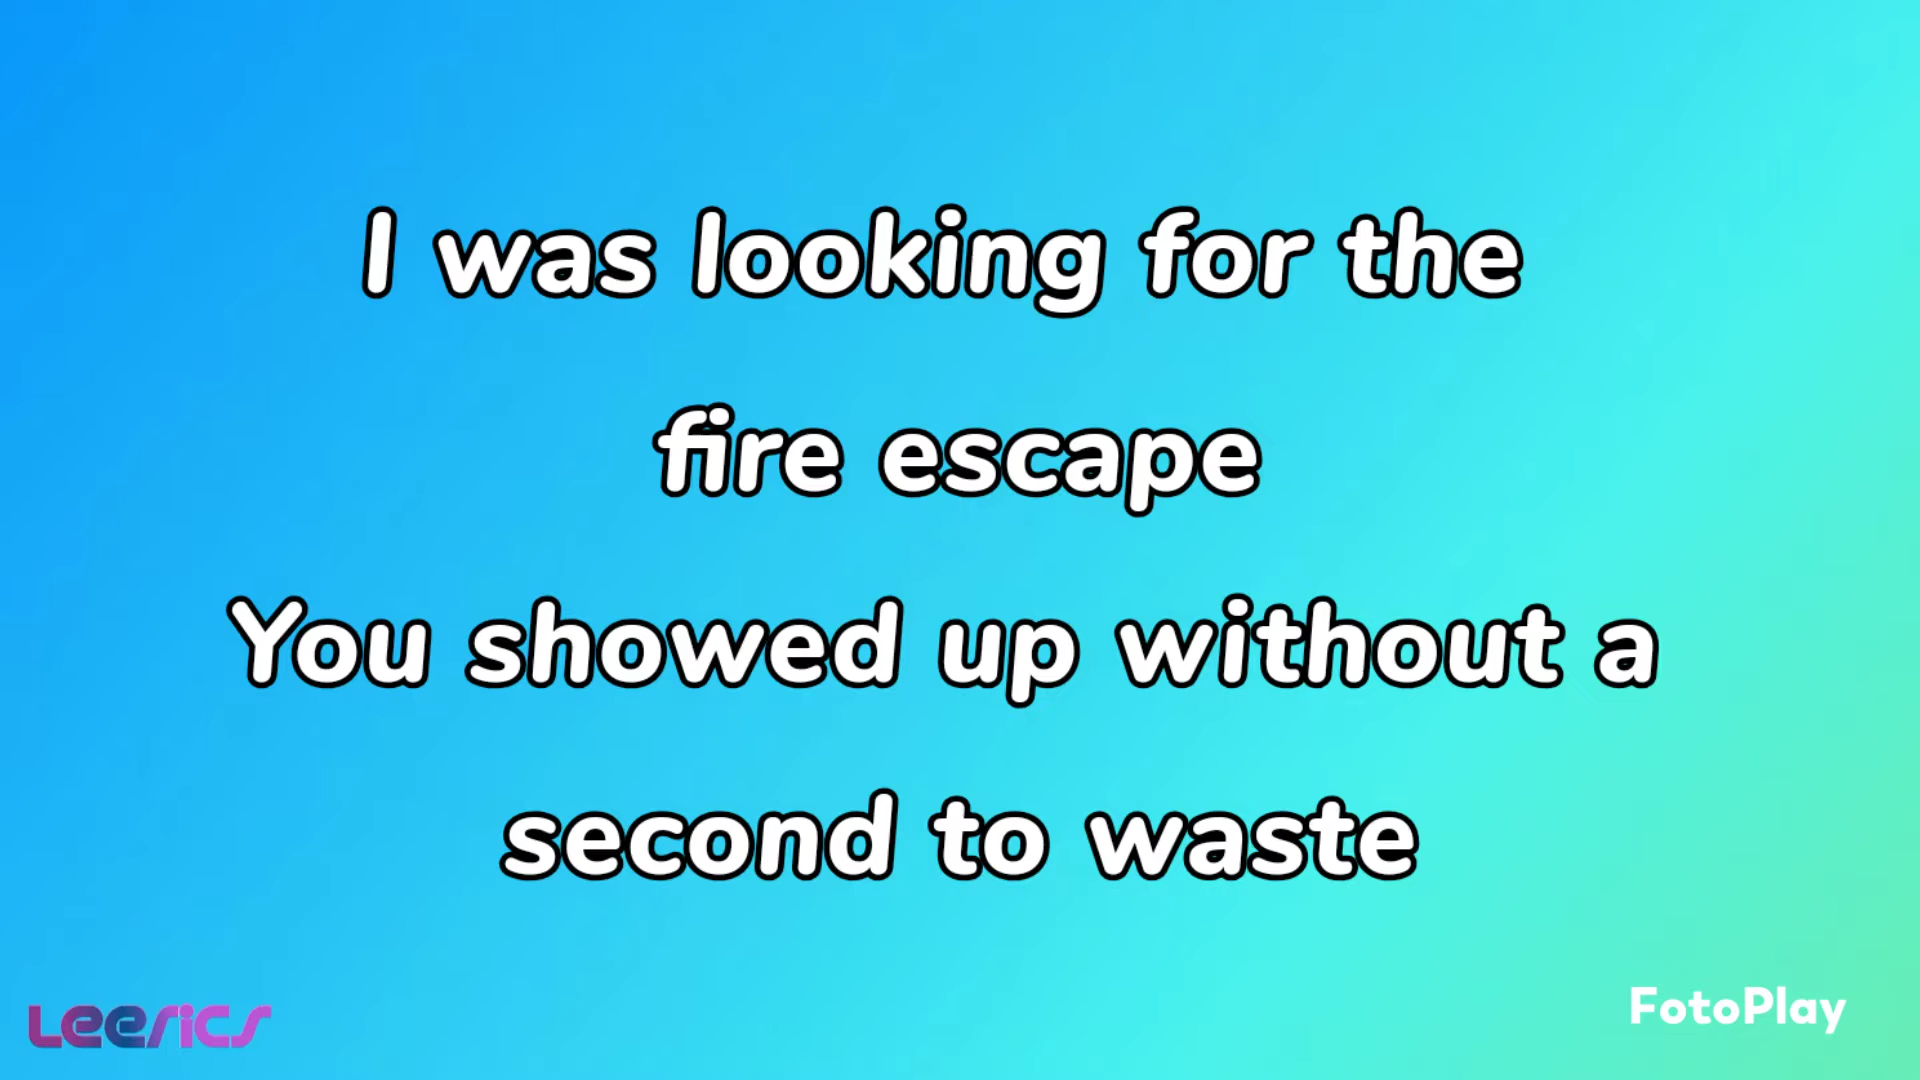 I was looking for the
fire escape
You showed up without a
second to waste
Leerics
FotoPlay